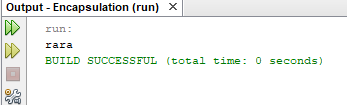 Output - Encapsulation (run) ×
run:
rara
BUILD SUCCESSFUL (total time: 0 seconds)